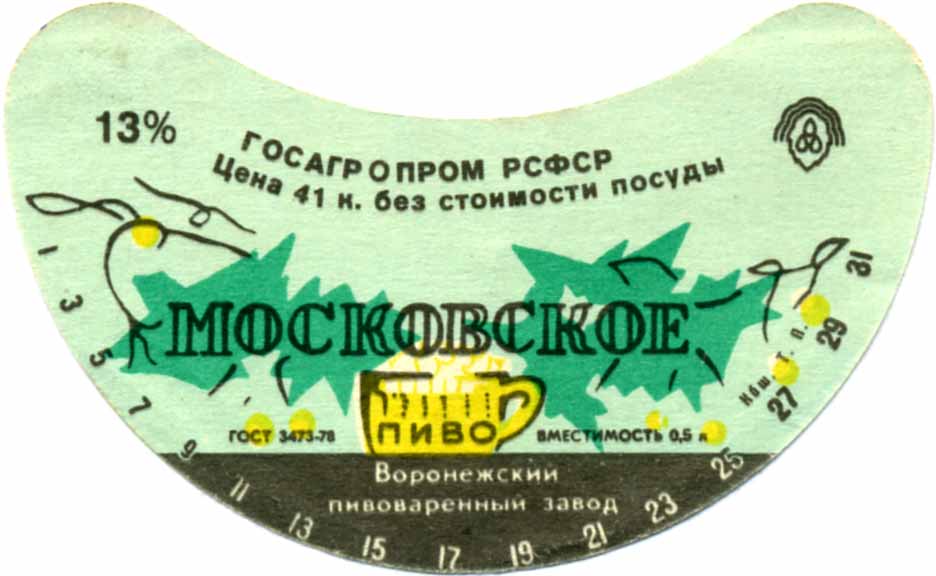 13%
ГОСАГРОПРОМ РСФСР
Цена 41 к. без стоимости посуды
МОСКОВСКОЕ
ПИВО
ГОСТ 3473-78
ВМЕСТИМОСТЬ 0,5 л
Воронежский
пивоваренный завод
1 3 5 7 9 11 13 15 17 19 21 23 25 27 29 31